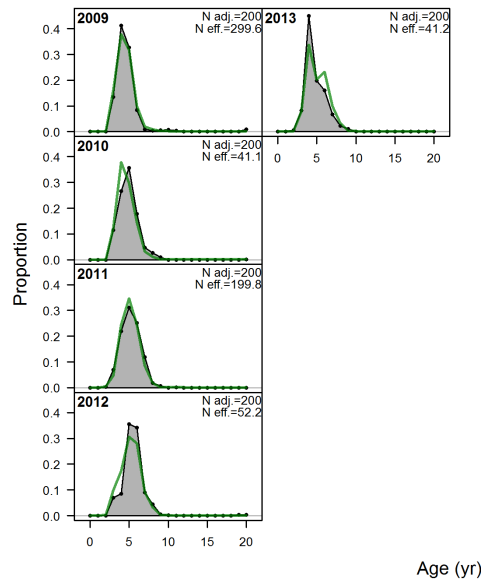 2009
N adj.=200
N eff.=299.6
0.4
0.3
0.2
0.1
0.0
2013
N adj.=200
N eff.=41.2
0 5 10 15 20
2010
N adj.=200
N eff.=41.1
0.4
0.3
0.2
0.1
0.0
2011
N adj.=200
N eff.=199.8
0.4
0.3
0.2
0.1
0.0
2012
N adj.=200
N eff.=52.2
0.4
0.3
0.2
0.1
0.0
0 5 10 15 20
Proportion
Age (yr)